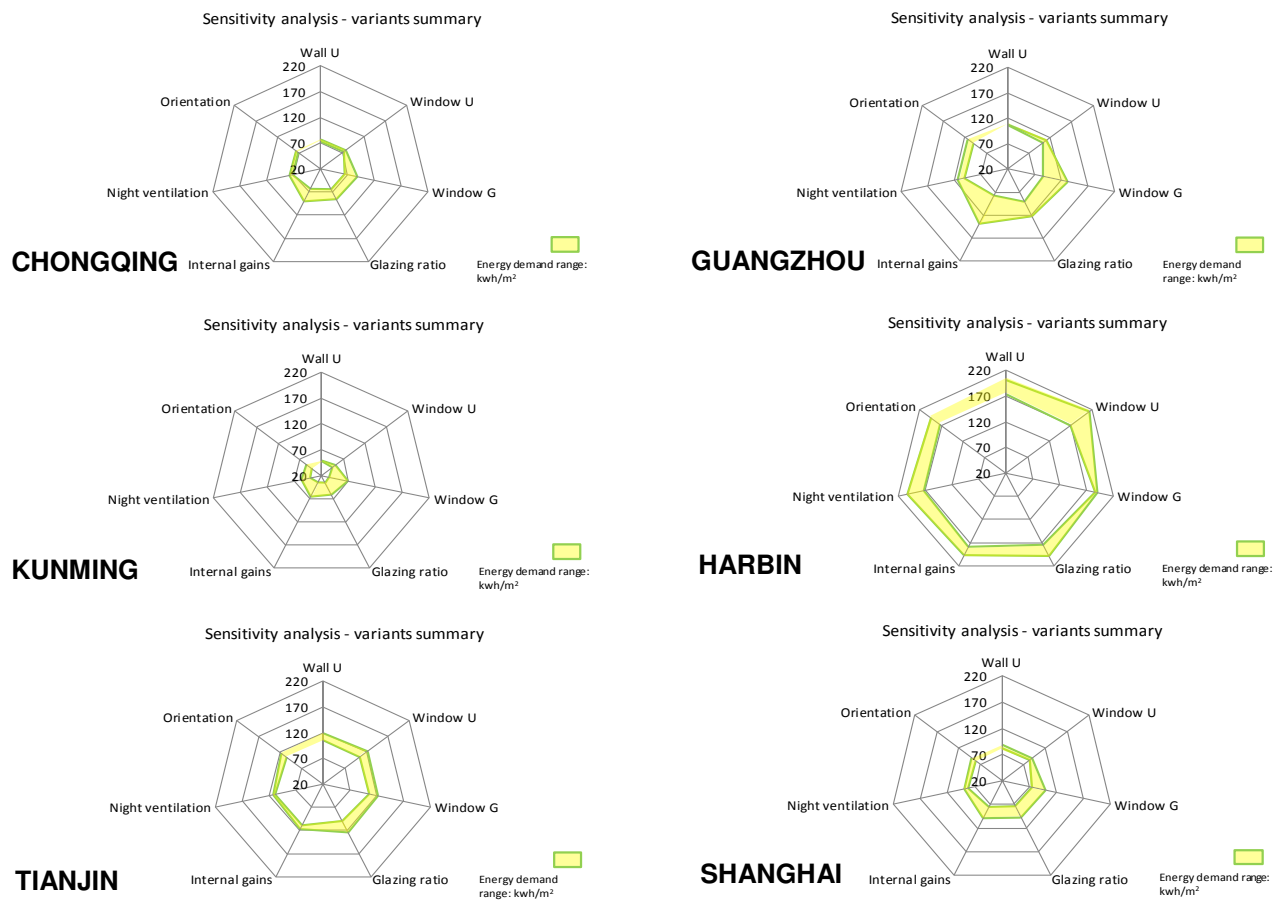 Sensitivity analysis - variants summary
Wall U
220
170
120
70
20
Orientation
Window U
Night ventilation
Window G
Internal gains
Glazing ratio
CHONGQING
Energy demand range:
kwh/m²
Sensitivity analysis - variants summary
Wall U
220
170
120
70
20
Orientation
Window U
Night ventilation
Window G
Internal gains
Glazing ratio
GUANGZHOU
Energy demand
range: kwh/m²
Sensitivity analysis - variants summary
Wall U
220
170
120
70
20
Orientation
Window U
Night ventilation
Window G
Internal gains
Glazing ratio
KUNMING
Energy demand range:
kwh/m²
Sensitivity analysis - variants summary
Wall U
220
170
120
70
20
Orientation
Window U
Night ventilation
Window G
Internal gains
Glazing ratio
HARBIN
Energy demand range:
kwh/m²
Sensitivity analysis - variants summary
Wall U
220
170
120
70
20
Orientation
Window U
Night ventilation
Window G
Internal gains
Glazing ratio
TIANJIN
Energy demand
range: kwh/m²
Sensitivity analysis - variants summary
Wall U
220
170
120
70
20
Orientation
Window U
Night ventilation
Window G
Internal gains
Glazing ratio
SHANGHAI
Energy demand range:
kwh/m²